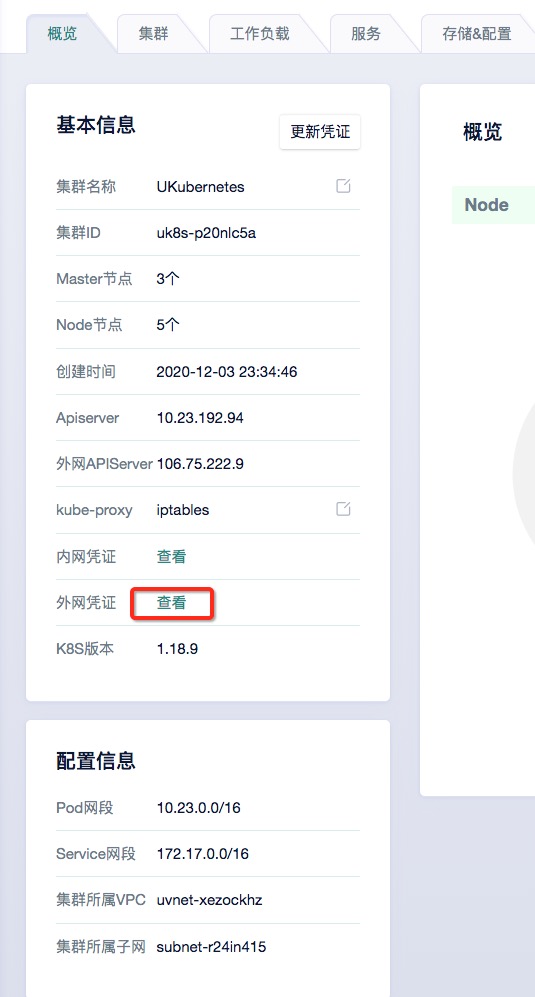 概览 集群 工作负载 服务 存储&配置
基本信息
更新凭证
集群名称 UKubernetes
集群ID uk8s-p20nlc5a
Master节点 3个
Node节点 5个
创建时间 2020-12-03 23:34:46
Apiserver 10.23.192.94
外网APIServer 106.75.222.9
kube-proxy iptables
内网凭证 查看
外网凭证 查看
K8S版本 1.18.9
配置信息
Pod网段 10.23.0.0/16
Service网段 172.17.0.0/16
集群所属VPC uvnet-xezockhz
集群所属子网 subnet-r24in415
概览
Node